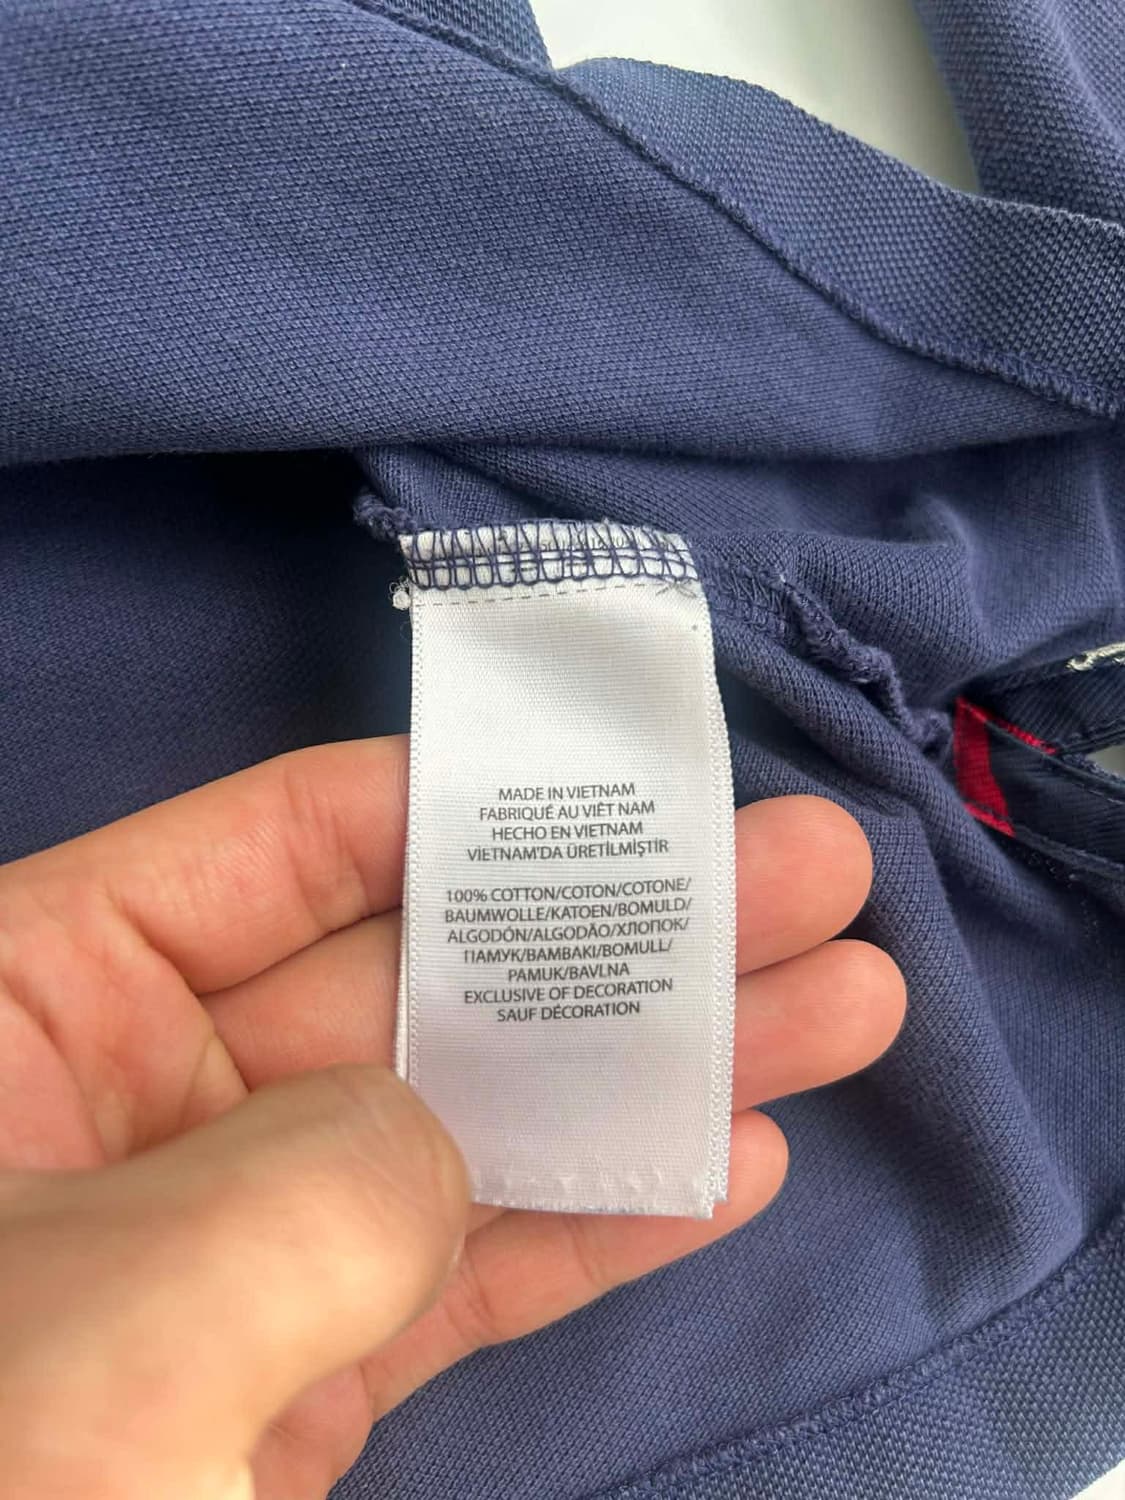 MADE IN VIETNAM
FABRIQUÉ AU VIÊT NAM
HECHO EN VIETNAM
VİETNAM'DA ÜRETİLMİŞTİR
100% COTTON/COTON/COTONE/
BAUMWOLLE/KATOEN/BOMULD/
ALGODÓN/ALGODÃO/ХЛОПОК/
ПАМУК/BAMBAKI/BOMULL/
PAMUK/BAVLNA
EXCLUSIVE OF DECORATION
SAUF DÉCORATION